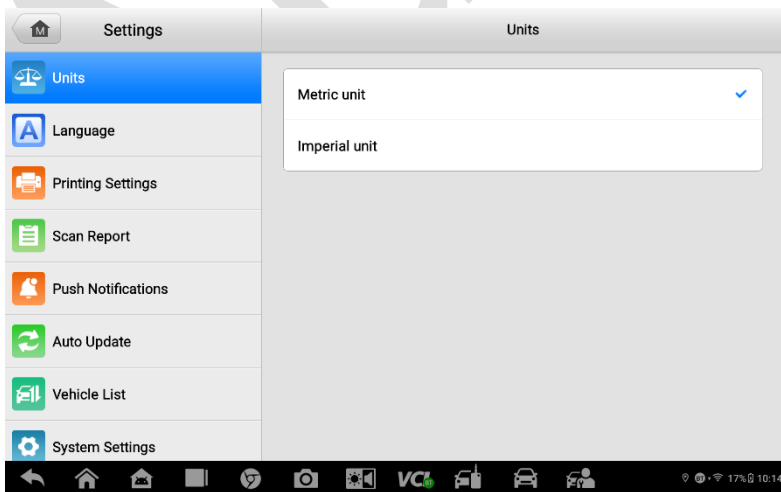 M
Settings
Units
Units
Metric unit
Imperial unit
A
Language
Printing Settings
Scan Report
Push Notifications
Auto Update
Vehicle List
System Settings
VCI
17%
10:14